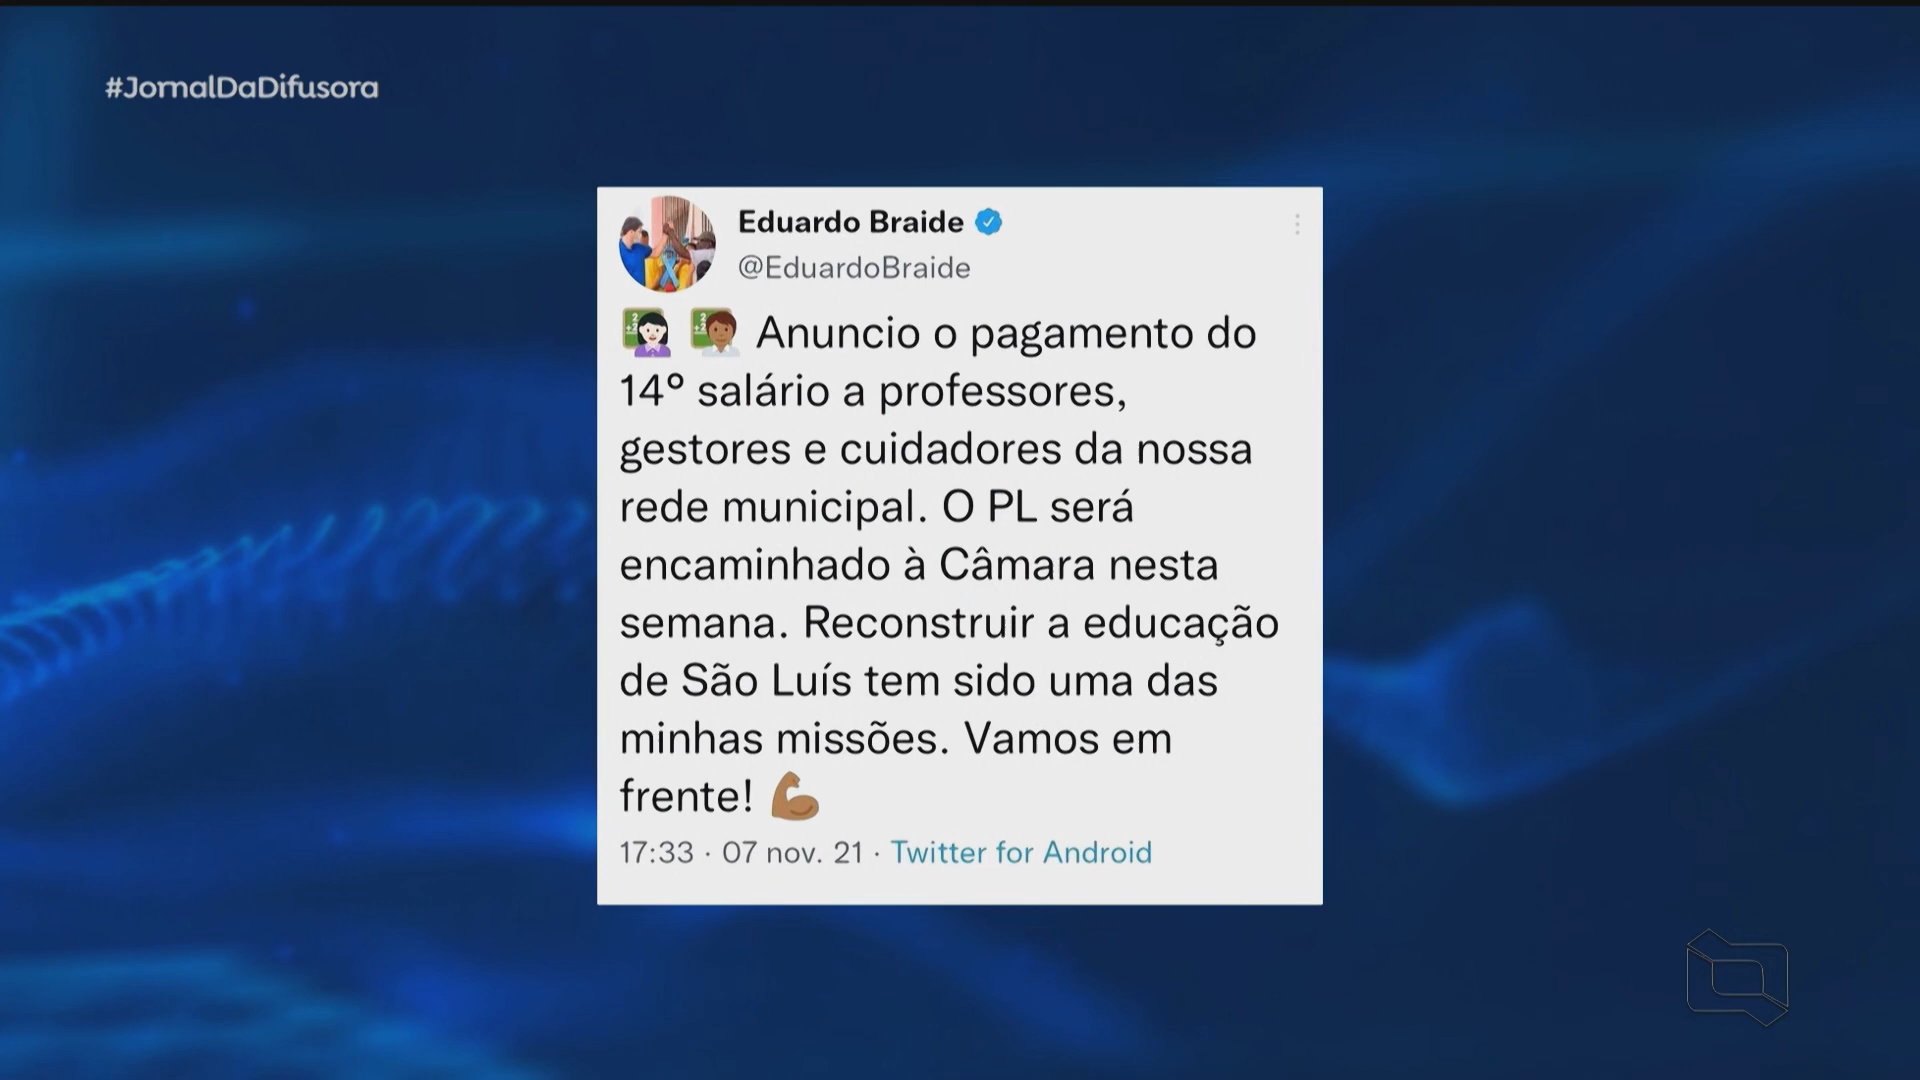 #JornalDaDifusora
Eduardo Braide
@EduardoBraide
Anuncio o pagamento do
14° salário a professores,
gestores e cuidadores da nossa
rede municipal. O PL será
encaminhado à Câmara nesta
semana. Reconstruir a educação
de São Luís tem sido uma das
minhas missões. Vamos em
frente!
17:33 · 07 nov. 21 · Twitter for Android